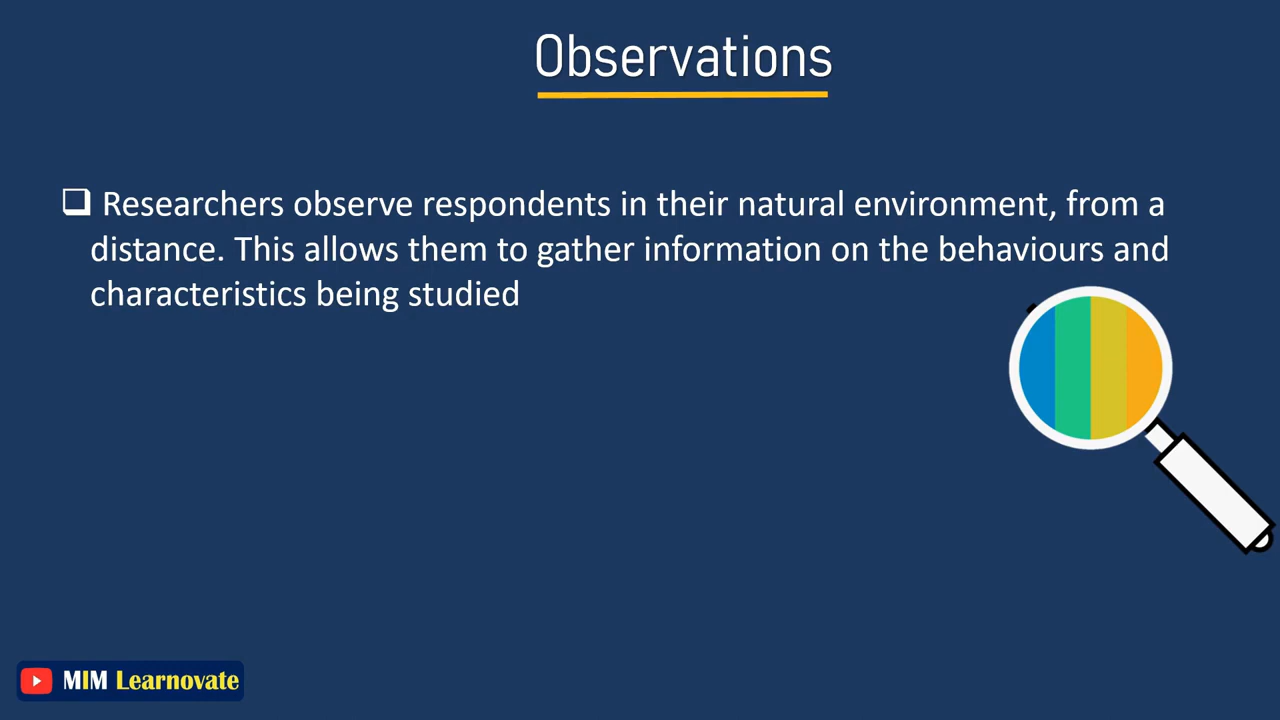 Observations
❑ Researchers observe respondents in their natural environment, from a
distance. This allows them to gather information on the behaviours and
characteristics being studied
MIM Learnovate